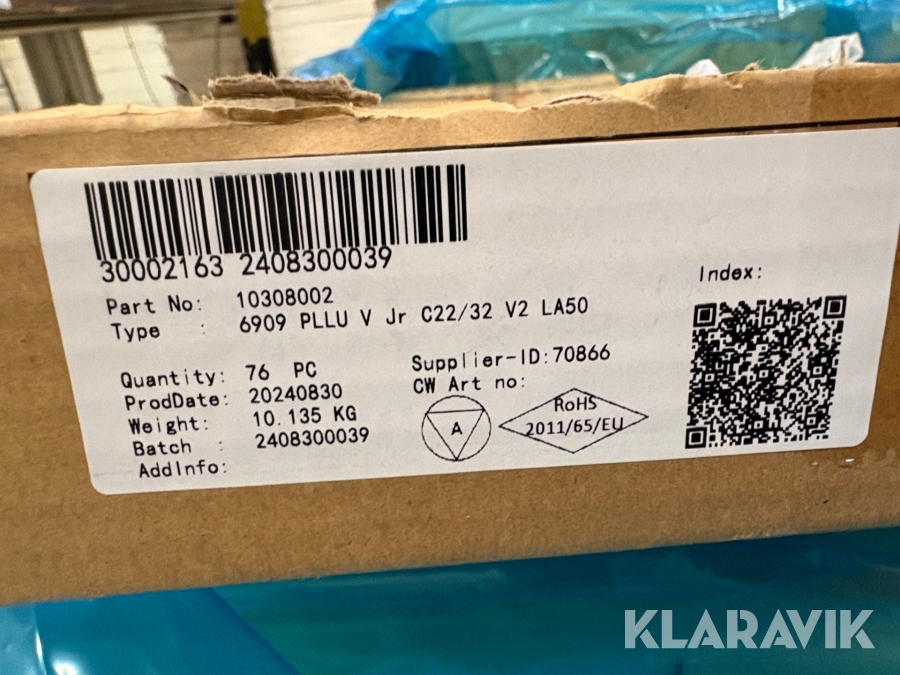 30002163 2408300039
Part No: 10308002
Type : 6909 PLLU V Jr C22/32 V2 LA50
Index:
Quantity: 76 PC
ProdDate: 20240830
Weight: 10.135 KG
Batch : 2408300039
AddInfo:
Supplier-ID:70866
CW Art no:
A
RoHS
2011/65/EU
KLARAVIK